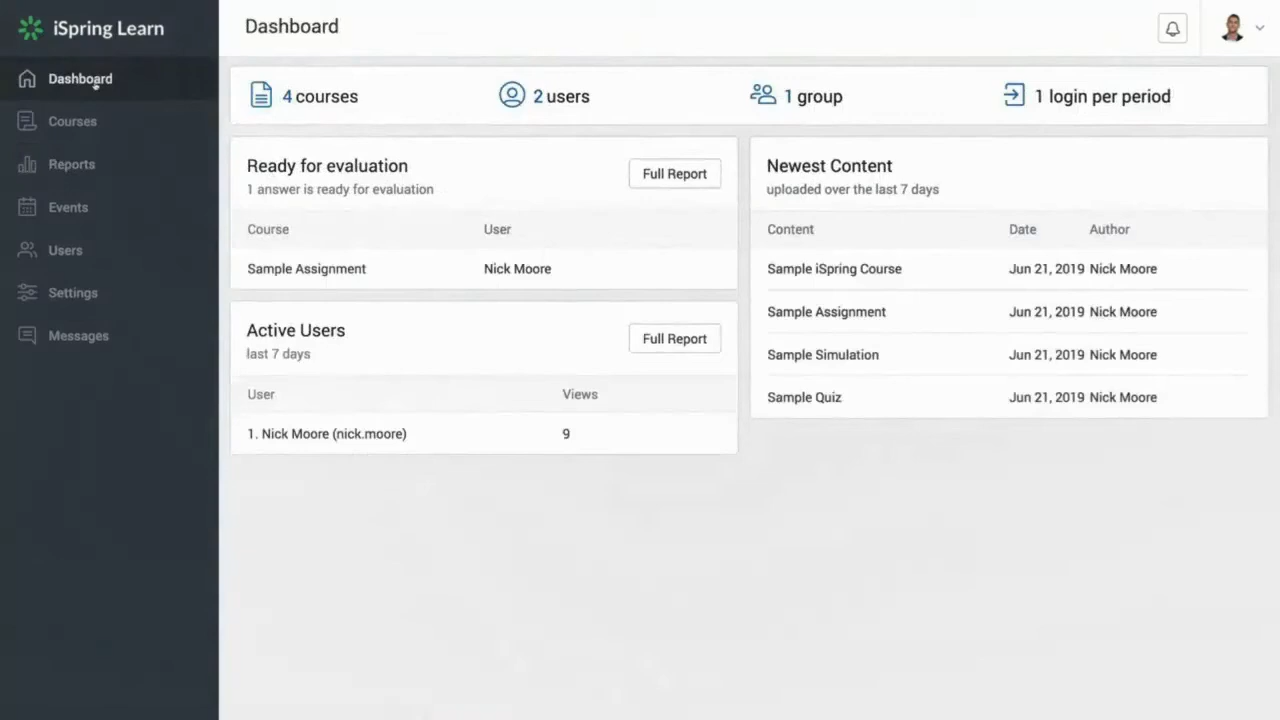 iSpring Learn
Dashboard
Courses
Reports
Events
Users
Settings
Messages
Dashboard
4 courses
2 users
1 group
1 login per period
Ready for evaluation
1 answer is ready for evaluation
Full Report
Course User
Sample Assignment Nick Moore
Active Users
last 7 days
Full Report
User Views
1. Nick Moore (nick.moore) 9
Newest Content
uploaded over the last 7 days
Content Date Author
Sample iSpring Course Jun 21, 2019 Nick Moore
Sample Assignment Jun 21, 2019 Nick Moore
Sample Simulation Jun 21, 2019 Nick Moore
Sample Quiz Jun 21, 2019 Nick Moore